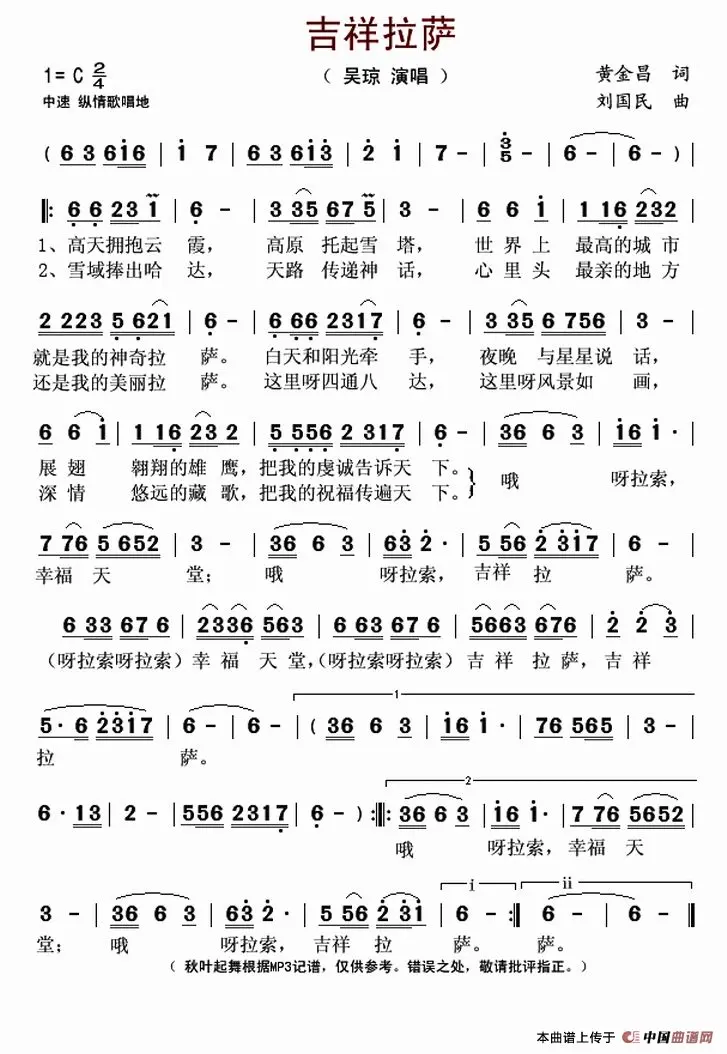 吉祥拉萨
1= C 2/4
（ 吴琼 演唱 ）
黄金昌 词
中速 纵情歌唱地
刘国民 曲
( 6 3 6i6 | i 7 | 6 3 6i3 | 2 i | 7 - | 3/5 - | 6 - | 6 - ) |
|: 6 6 23 1 | 6 - | 3 35 67 5 | 3 - | 6 6 i | 1 16 232 |
1、高天拥抱云 霞， 高原 托起雪 塔， 世 界 上 最高的城 市
2、雪域捧出哈 达， 天路 传递神 话， 心 里 头 最亲的地 方
2 223 5 621 | 6 - | 6 66 2317 | 6 - | 3 35 6 756 | 3 - |
就是我的神奇拉 萨。 白天和阳光牵 手， 夜晚 与星星说 话，
还是我的美丽拉 萨。 这里呀四通八 达， 这里呀风景如 画，
6 6 i | 1 16 23 2 | 5 556 2 317 | 6 - | 36 6 3 | i6 i· |
展 翅 翱翔的雄 鹰，把我的虔诚告诉天 下。
深 情 悠远的藏 歌，把我的祝福传遍天 下。
哦 呀拉索，
7 76 5 652 | 3 - | 36 6 3 | 63 2· | 5 56 2 317 | 6 - |
幸福 天 堂； 哦 呀拉索，吉祥 拉 萨。
6 33 67 6 | 2336 563 | 6 63 67 6 | 5663 676 | 2 2 3 |
（呀拉索呀拉索）幸 福 天 堂，（呀拉索呀拉索）吉 祥 拉 萨，吉 祥
1
5· 6 2317 | 6 - | 6 - | ( 36 6 3 | i6 i· | 76 565 | 3 - |
拉 萨。
2
6· 13 | 2 - | 556 2317 | 6 - ) :||: 36 6 3 | i6 i· | 7 76 5652 |
哦 呀拉索，幸福 天
i ii
3 - | 36 6 3 | 63 2· | 5 56 2 31 | 6 - :| 6 - | 6 - ||
堂； 哦 呀拉索， 吉祥 拉 萨。 萨。
（ 秋叶起舞根据MP3记谱，仅供参考。错误之处，敬请批评指正。）
本曲谱上传于 中国曲谱网